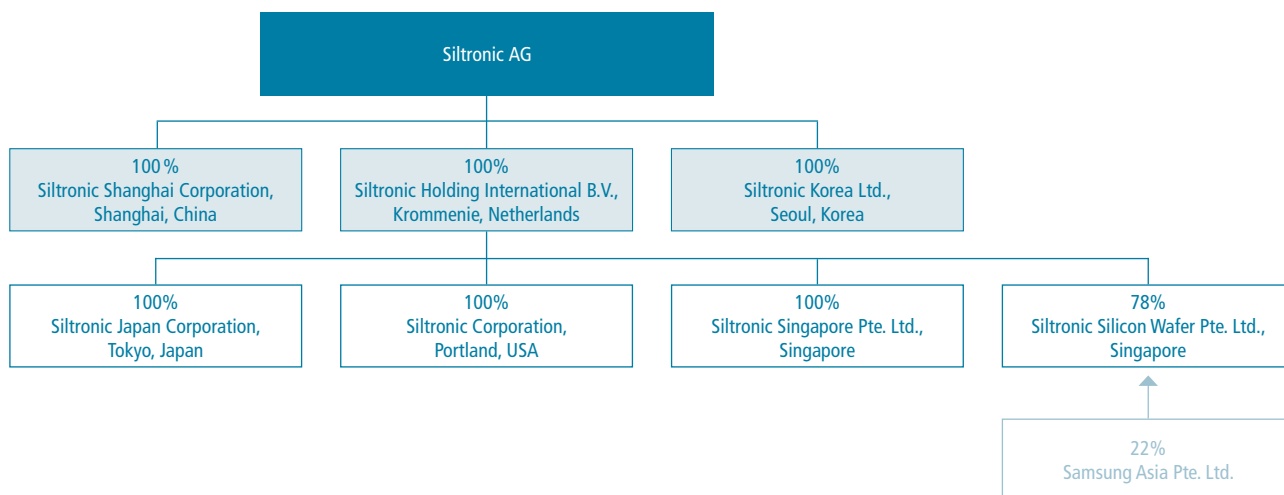 Siltronic AG
100 %
Siltronic Shanghai Corporation,
Shanghai, China
100%
Siltronic Holding International B.V.,
Krommenie, Netherlands
100%
Siltronic Korea Ltd.,
Seoul, Korea
100%
Siltronic Japan Corporation,
Tokyo, Japan
100%
Siltronic Corporation,
Portland, USA
100%
Siltronic Singapore Pte. Ltd.,
Singapore
78%
Siltronic Silicon Wafer Pte. Ltd.,
Singapore
22%
Samsung Asia Pte. Ltd.